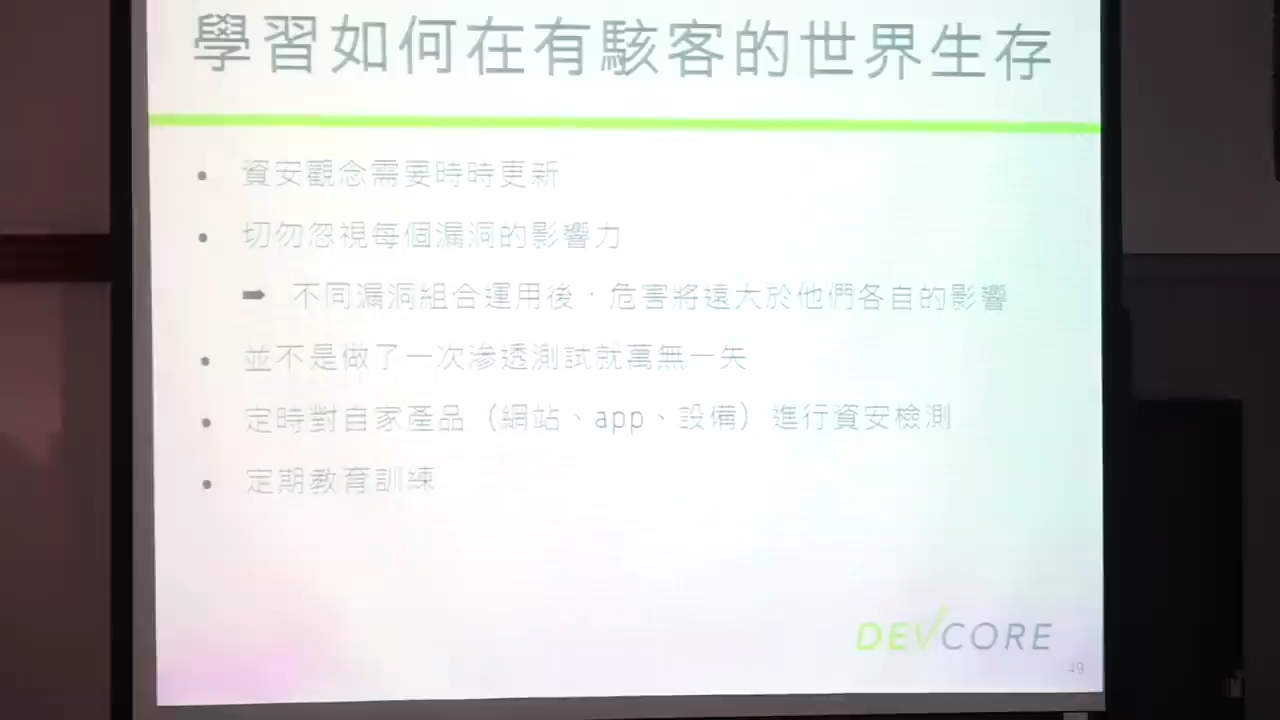 學習如何在有駭客的世界生存
• 資安觀念需要時時更新
• 切勿忽視每個漏洞的影響力
➡ 不同漏洞組合運用後，危害將遠大於他們各自的影響
• 並不是做了一次滲透測試就萬無一失
• 定時對自家產品（網站、app、設備）進行資安檢測
• 定期教育訓練
DEVCORE
49